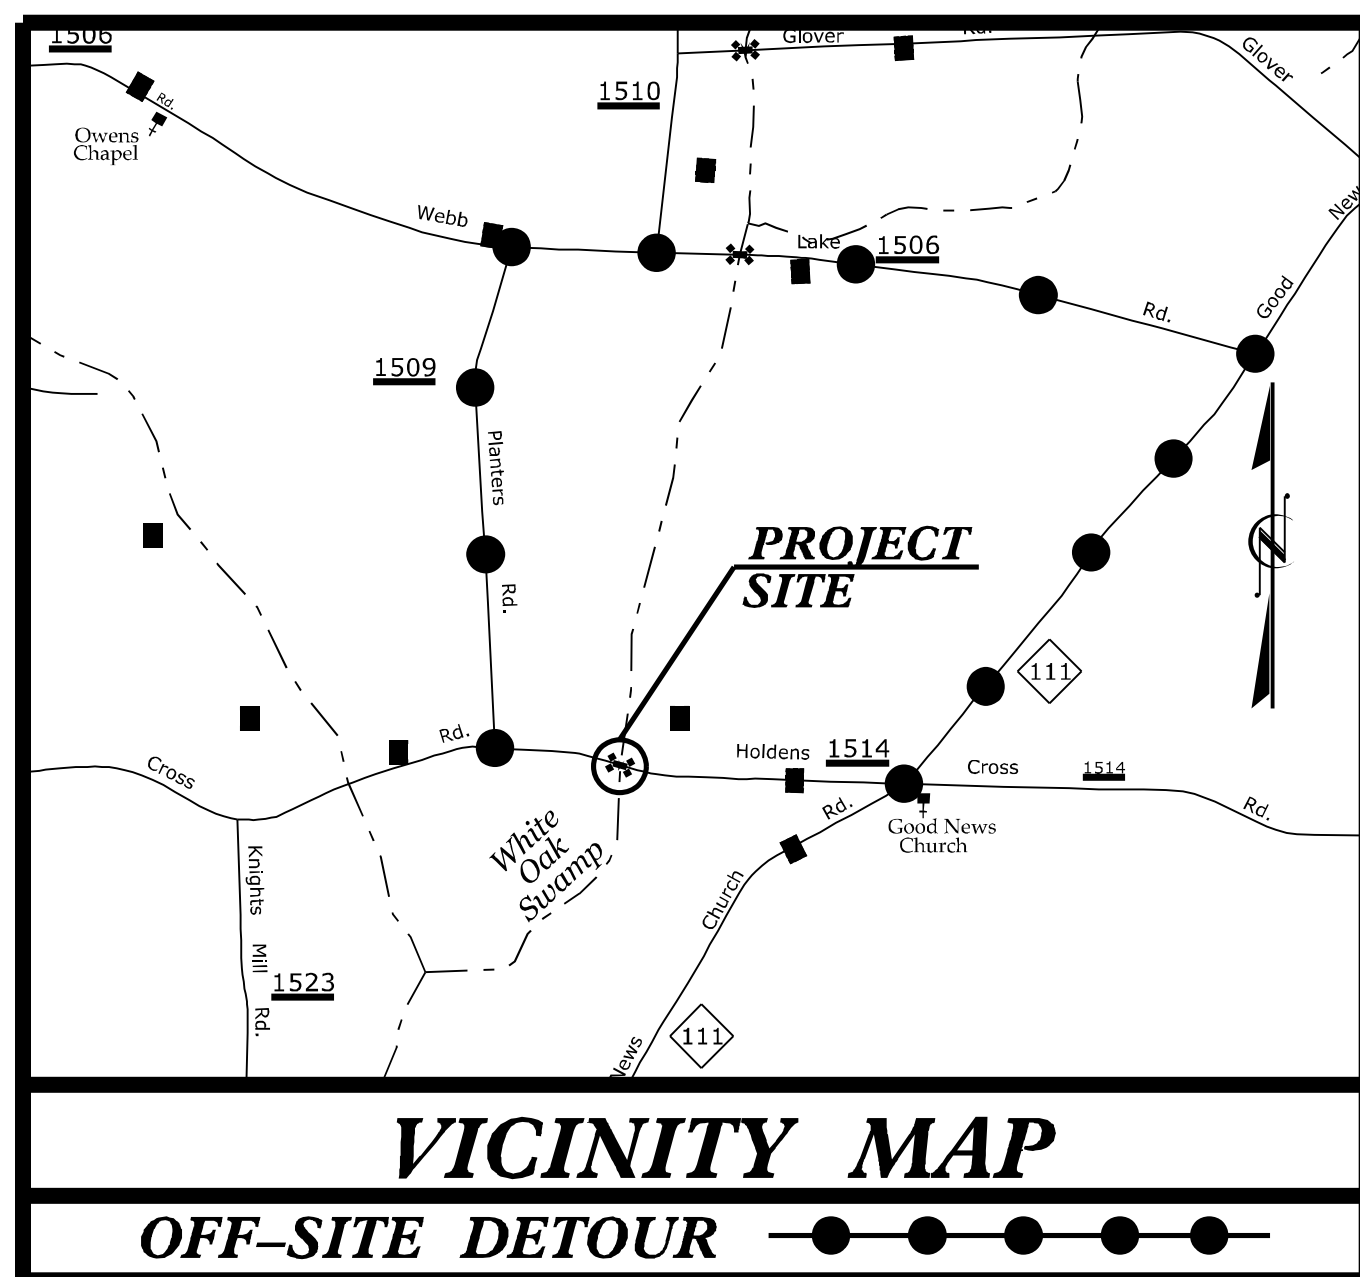 1506
Glover
Rd.
Glover
1510
Rd.
Owens
Chapel
New
Webb
Lake
1506
Good
Rd.
1509
Planters
PROJECT
SITE
Rd.
111
Rd.
Holdens
1514
Cross
1514
Cross
Rd.
Rd.
Good News
Church
White
Oak
Swamp
Knights
Church
Mill
1523
Rd.
111
News
VICINITY MAP
OFF-SITE DETOUR